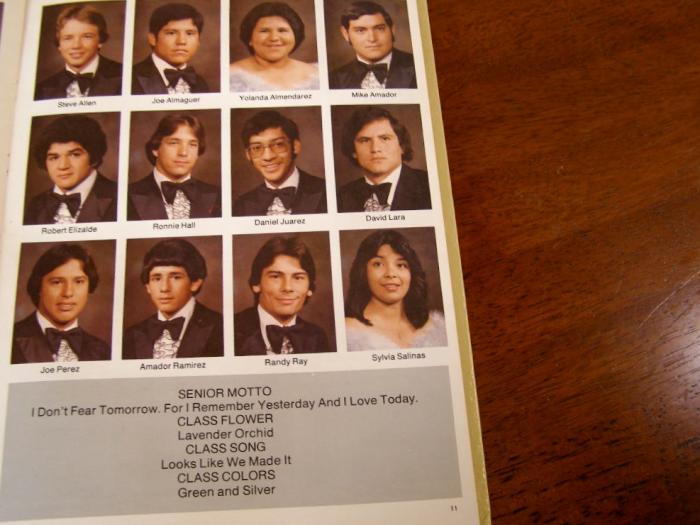 Steve Allen
Joe Almaguer
Yolanda Almendarez
Mike Amador
Robert Elizalde
Ronnie Hall
Daniel Juarez
David Lara
Joe Perez
Amador Ramirez
Randy Ray
Sylvia Salinas
SENIOR MOTTO
I Don't Fear Tomorrow. For I Remember Yesterday And I Love Today.
CLASS FLOWER
Lavender Orchid
CLASS SONG
Looks Like We Made It
CLASS COLORS
Green and Silver
11